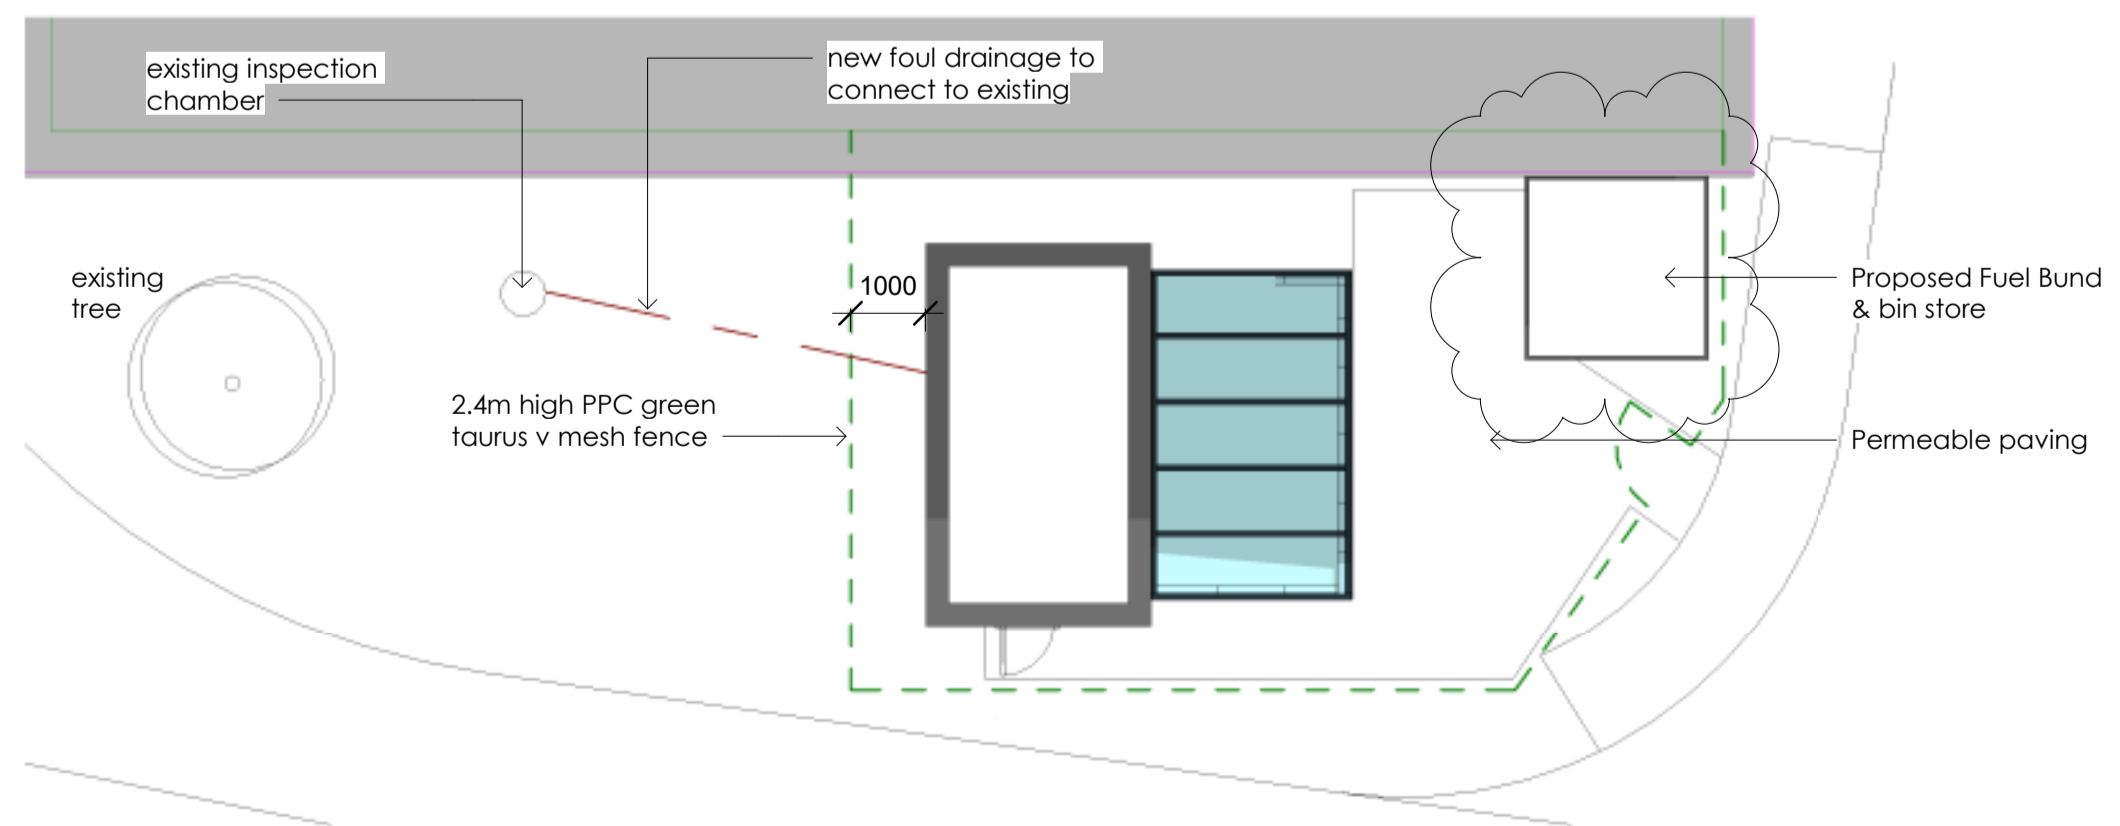 existing inspection
chamber
new foul drainage to
connect to existing
existing
tree
1000
Proposed Fuel Bund
& bin store
2.4m high PPC green
taurus v mesh fence
Permeable paving